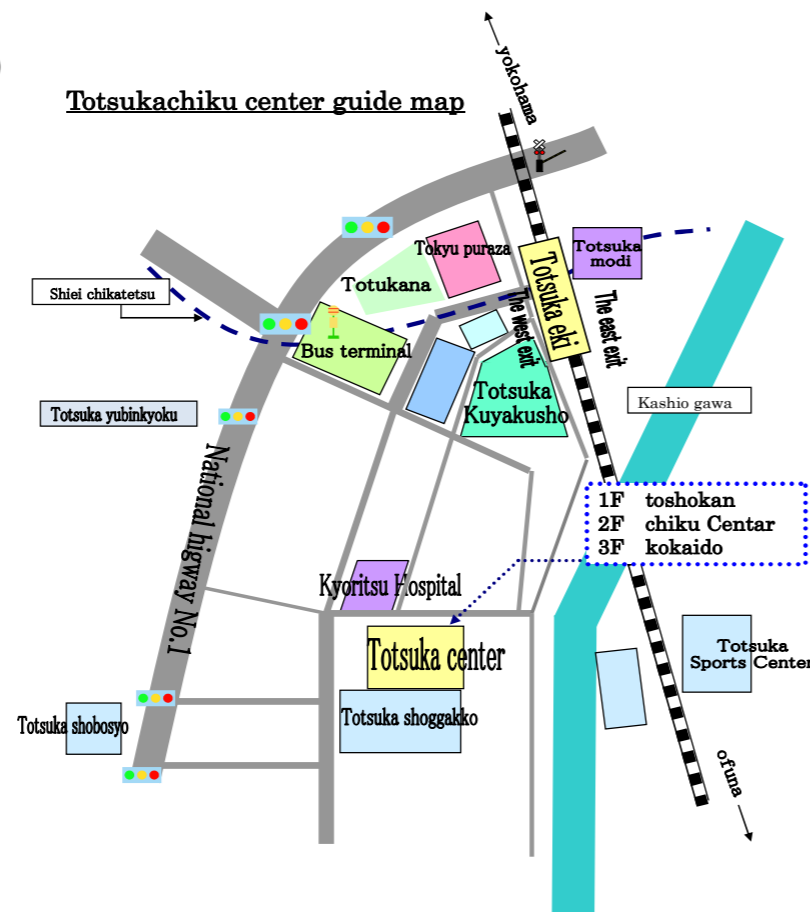 yokohama
Totsukachiku center guide map
Tokyu puraza
Totsuka
modi
Totukana
Totsuka eki
Shiei chikatetsu
The west exit
The east exit
Bus terminal
Totsuka
Kuyakusho
Kashio gawa
Totsuka yubinkyoku
National higway No.1
1F toshokan
2F chiku Centar
3F kokaido
Kyoritsu Hospital
Totsuka center
Totsuka
Sports Center
Totsuka shoggakko
Totsuka shobosyo
ofuna